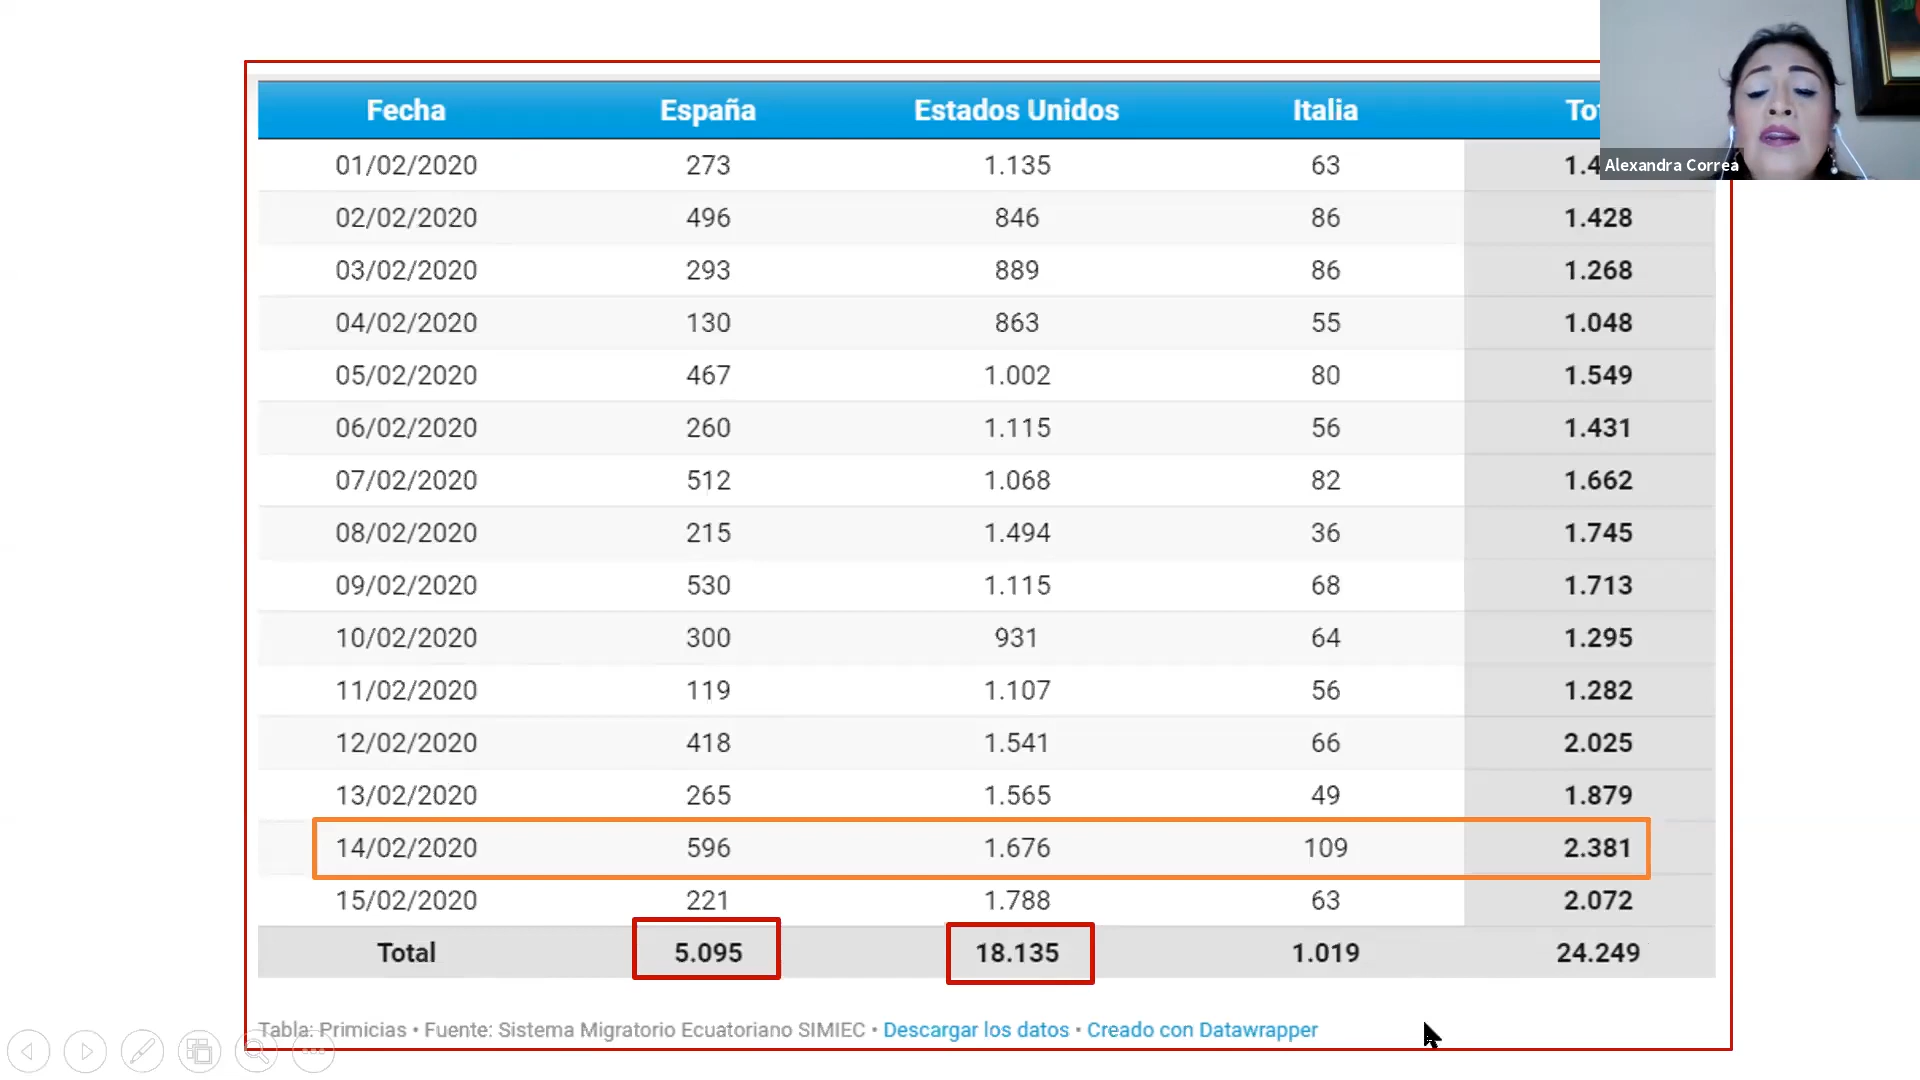 Fecha España Estados Unidos Italia
01/02/2020 273 1.135 63
02/02/2020 496 846 86 1.428
03/02/2020 293 889 86 1.268
04/02/2020 130 863 55 1.048
05/02/2020 467 1.002 80 1.549
06/02/2020 260 1.115 56 1.431
07/02/2020 512 1.068 82 1.662
08/02/2020 215 1.494 36 1.745
09/02/2020 530 1.115 68 1.713
10/02/2020 300 931 64 1.295
11/02/2020 119 1.107 56 1.282
12/02/2020 418 1.541 66 2.025
13/02/2020 265 1.565 49 1.879
14/02/2020 596 1.676 109 2.381
15/02/2020 221 1.788 63 2.072
Total 5.095 18.135 1.019 24.249
Tabla: Primicias • Fuente: Sistema Migratorio Ecuatoriano SIMIEC • Descargar los datos • Creado con Datawrapper
Alexandra Correa